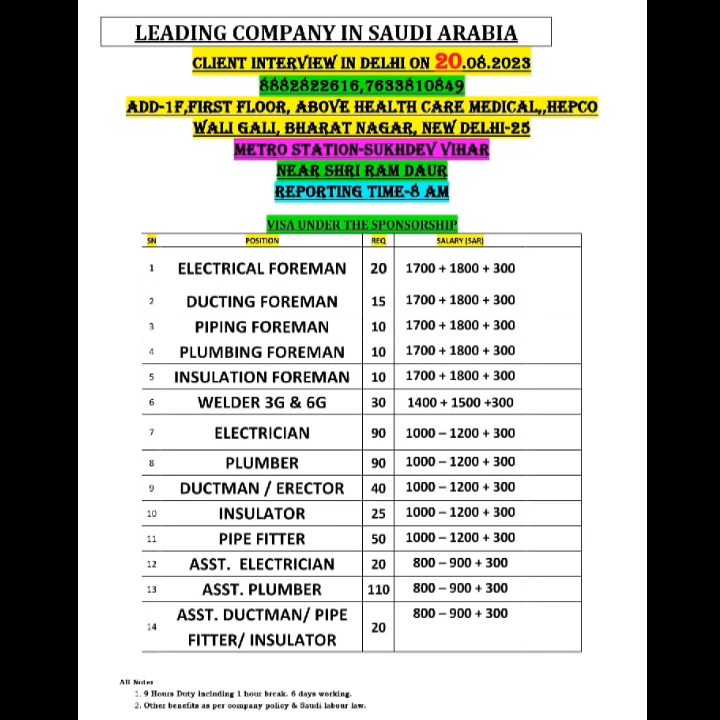 LEADING COMPANY IN SAUDI ARABIA
CLIENT INTERVIEW IN DELHI ON 20.08.2023
8882822616,7633810849
ADD-1F,FIRST FLOOR, ABOVE HEALTH CARE MEDICAL,,HEPCO
WALI GALI, BHARAT NAGAR, NEW DELHI-25
METRO STATION-SUKHDEV VIHAR
NEAR SHRI RAM DAUR
REPORTING TIME-8 AM
VISA UNDER THE SPONSORSHIP
SN POSITION REQ SALARY (SAR)
1 ELECTRICAL FOREMAN 20 1700 + 1800 + 300
2 DUCTING FOREMAN 15 1700 + 1800 + 300
3 PIPING FOREMAN 10 1700 + 1800 + 300
4 PLUMBING FOREMAN 10 1700 + 1800 + 300
5 INSULATION FOREMAN 10 1700 + 1800 + 300
6 WELDER 3G & 6G 30 1400 + 1500 +300
7 ELECTRICIAN 90 1000 – 1200 + 300
8 PLUMBER 90 1000 – 1200 + 300
9 DUCTMAN / ERECTOR 40 1000 – 1200 + 300
10 INSULATOR 25 1000 – 1200 + 300
11 PIPE FITTER 50 1000 – 1200 + 300
12 ASST. ELECTRICIAN 20 800 – 900 + 300
13 ASST. PLUMBER 110 800 – 900 + 300
14 ASST. DUCTMAN/ PIPE FITTER/ INSULATOR 20 800 – 900 + 300
All Notes
1. 9 Hours Duty including 1 hour break. 6 days working.
2. Other benefits as per company policy & Saudi labour law.